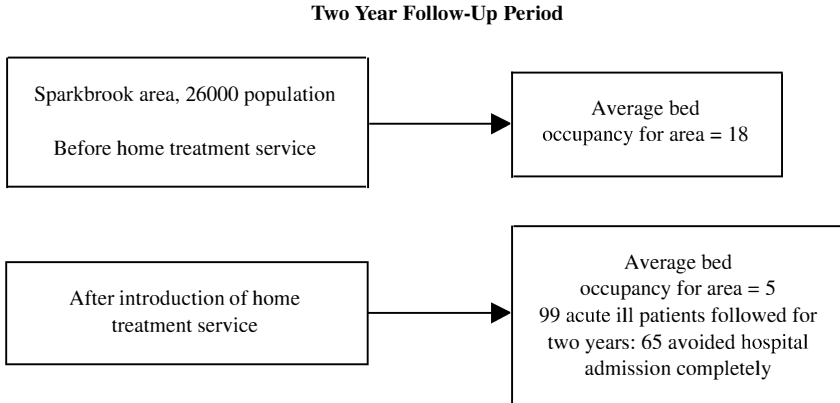 Two Year Follow-Up Period
Sparkbrook area, 26000 population
Before home treatment service
Average bed
occupancy for area = 18
After introduction of home
treatment service
Average bed
occupancy for area = 5
99 acute ill patients followed for
two years: 65 avoided hospital
admission completely